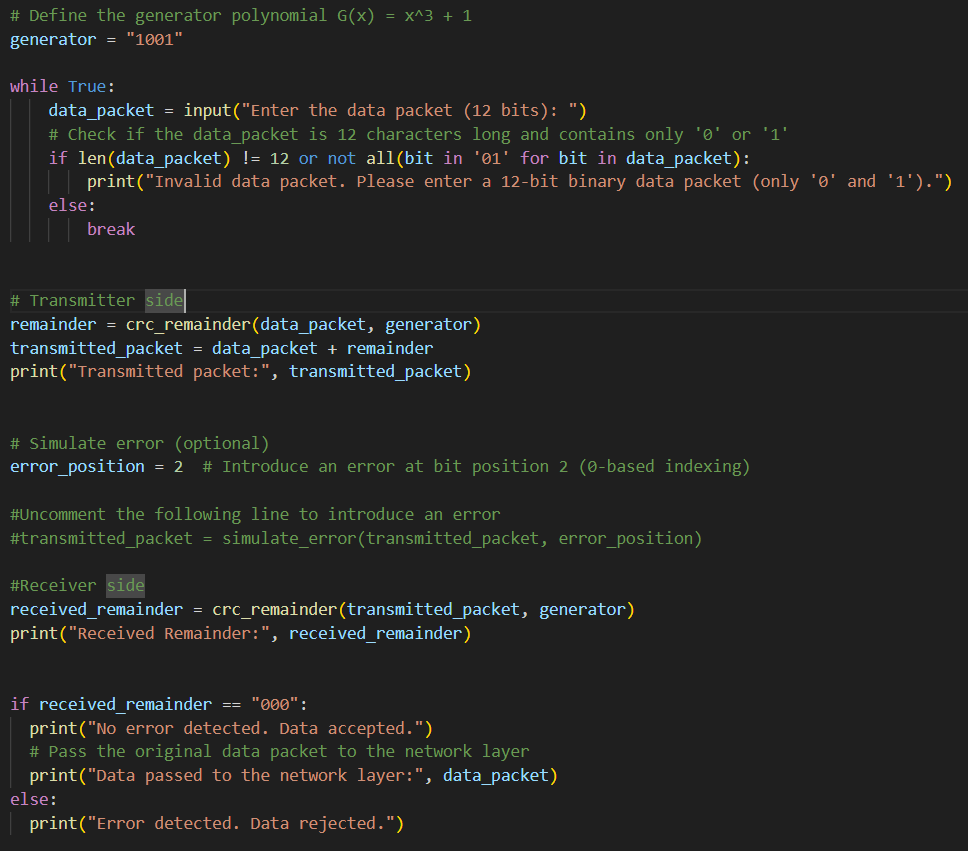 # Define the generator polynomial G(x) = x^3 + 1
generator = "1001"
while True:
data_packet = input("Enter the data packet (12 bits): ")
# Check if the data_packet is 12 characters long and contains only '0' or '1'
if len(data_packet) != 12 or not all(bit in '01' for bit in data_packet):
print("Invalid data packet. Please enter a 12-bit binary data packet (only '0' and '1').")
else:
break
# Transmitter side
remainder = crc_remainder(data_packet, generator)
transmitted_packet = data_packet + remainder
print("Transmitted packet:", transmitted_packet)
# Simulate error (optional)
error_position = 2  # Introduce an error at bit position 2 (0-based indexing)
#Uncomment the following line to introduce an error
#transmitted_packet = simulate_error(transmitted_packet, error_position)
#Receiver side
received_remainder = crc_remainder(transmitted_packet, generator)
print("Received Remainder:", received_remainder)
if received_remainder == "000":
print("No error detected. Data accepted.")
# Pass the original data packet to the network layer
print("Data passed to the network layer:", data_packet)
else:
print("Error detected. Data rejected.")